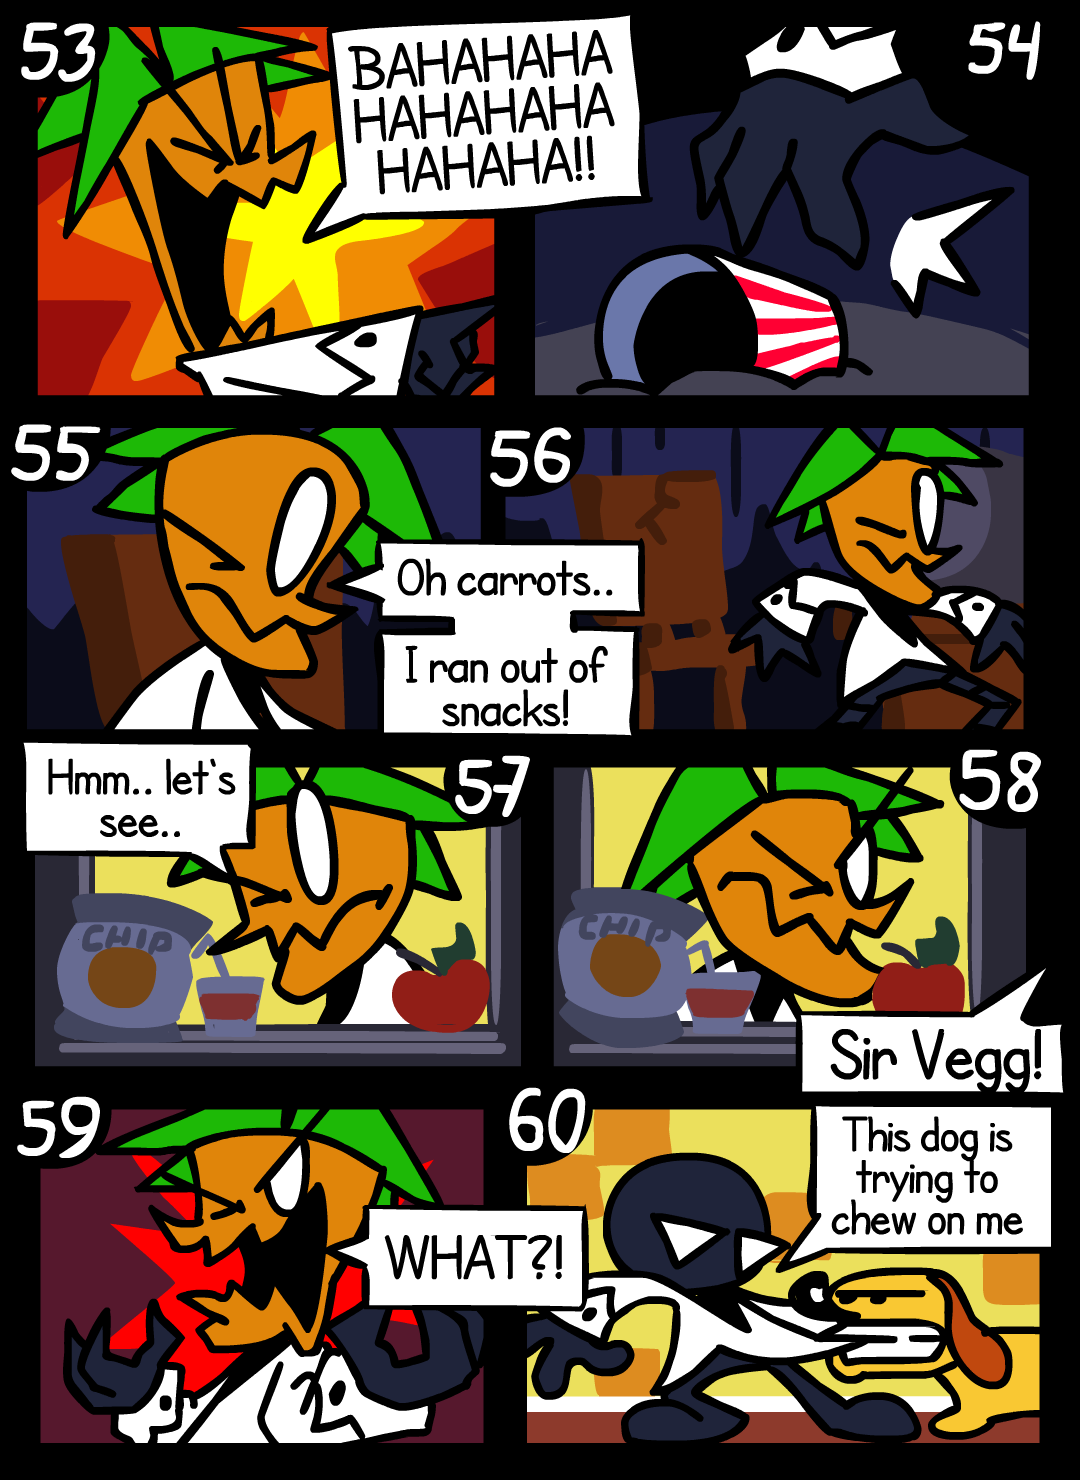 53
BAHAHAHA
HAHAHAHA
HAHAHA!!
54
55
Oh carrots..
I ran out of
snacks!
56
Hmm.. let's
see..
57
CHIP
58
CHIP
Sir Vegg!
59
WHAT?!
60
This dog is
trying to
chew on me